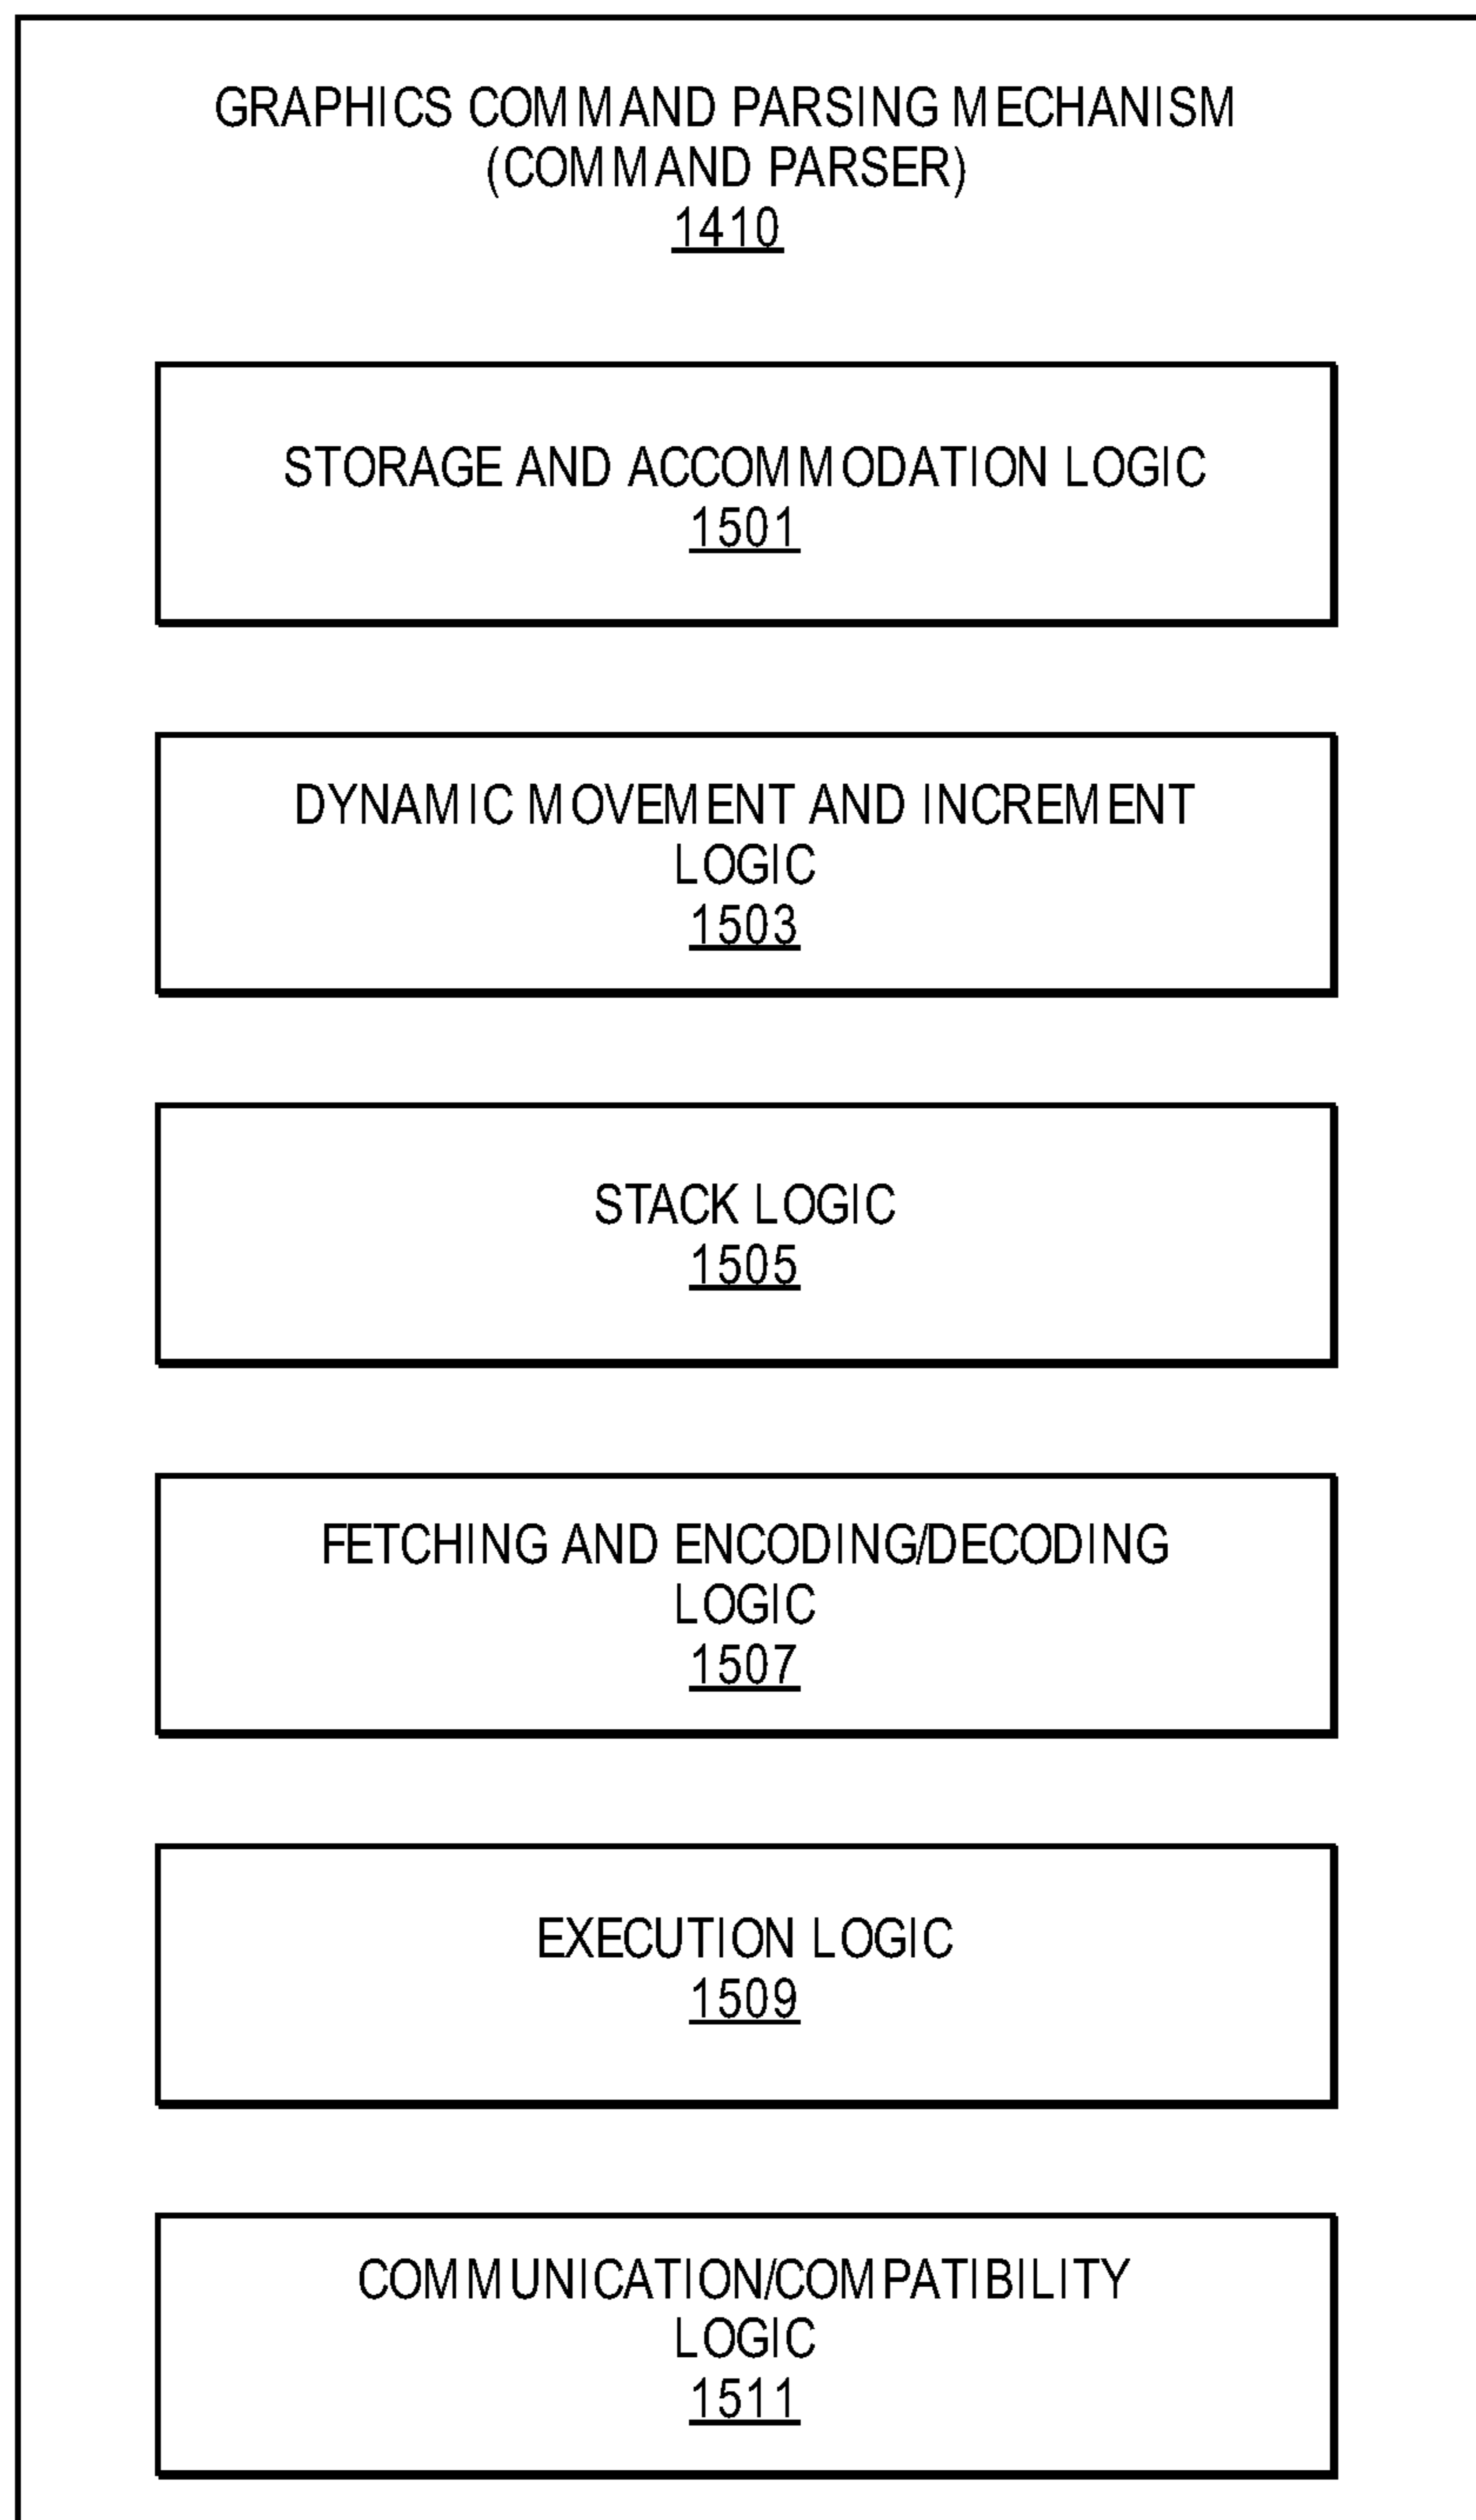 GRAPHICS COMMAND PARSING MECHANISM
(COMMAND PARSER)
1410
STORAGE AND ACCOMMODATION LOGIC
1501
DYNAMIC MOVEMENT AND INCREMENT
LOGIC
1503
STACK LOGIC
1505
FETCHING AND ENCODING/DECODING
LOGIC
1507
EXECUTION LOGIC
1509
COMMUNICATION/COMPATIBILITY
LOGIC
1511